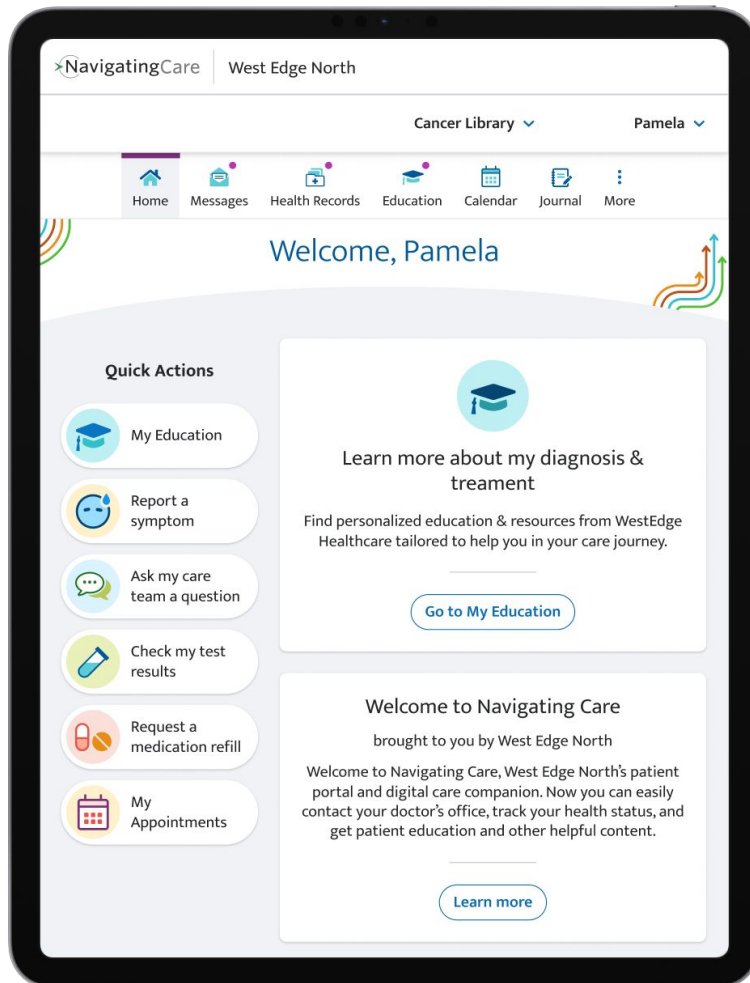 NavigatingCare
West Edge North
Cancer Library
Pamela
Home
Messages
Health Records
Education
Calendar
Journal
More
Welcome, Pamela
Quick Actions
My Education
Report a
symptom
Ask my care
team a question
Check my test
results
Request a
medication refill
My
Appointments
Learn more about my diagnosis &
treament
Find personalized education & resources from WestEdge
Healthcare tailored to help you in your care journey.
Go to My Education
Welcome to Navigating Care
brought to you by West Edge North
Welcome to Navigating Care, West Edge North's patient
portal and digital care companion. Now you can easily
contact your doctor's office, track your health status, and
get patient education and other helpful content.
Learn more